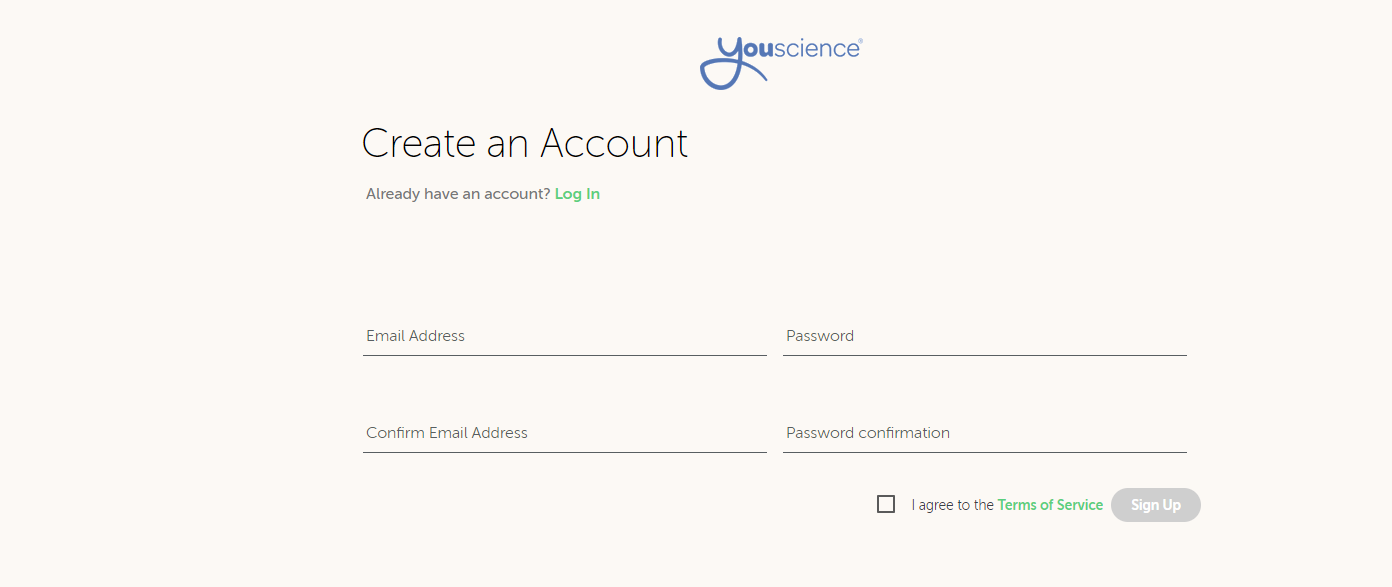 youscience®
Create an Account
Already have an account? Log In
Email Address
Password
Confirm Email Address
Password confirmation
I agree to the Terms of Service
Sign Up